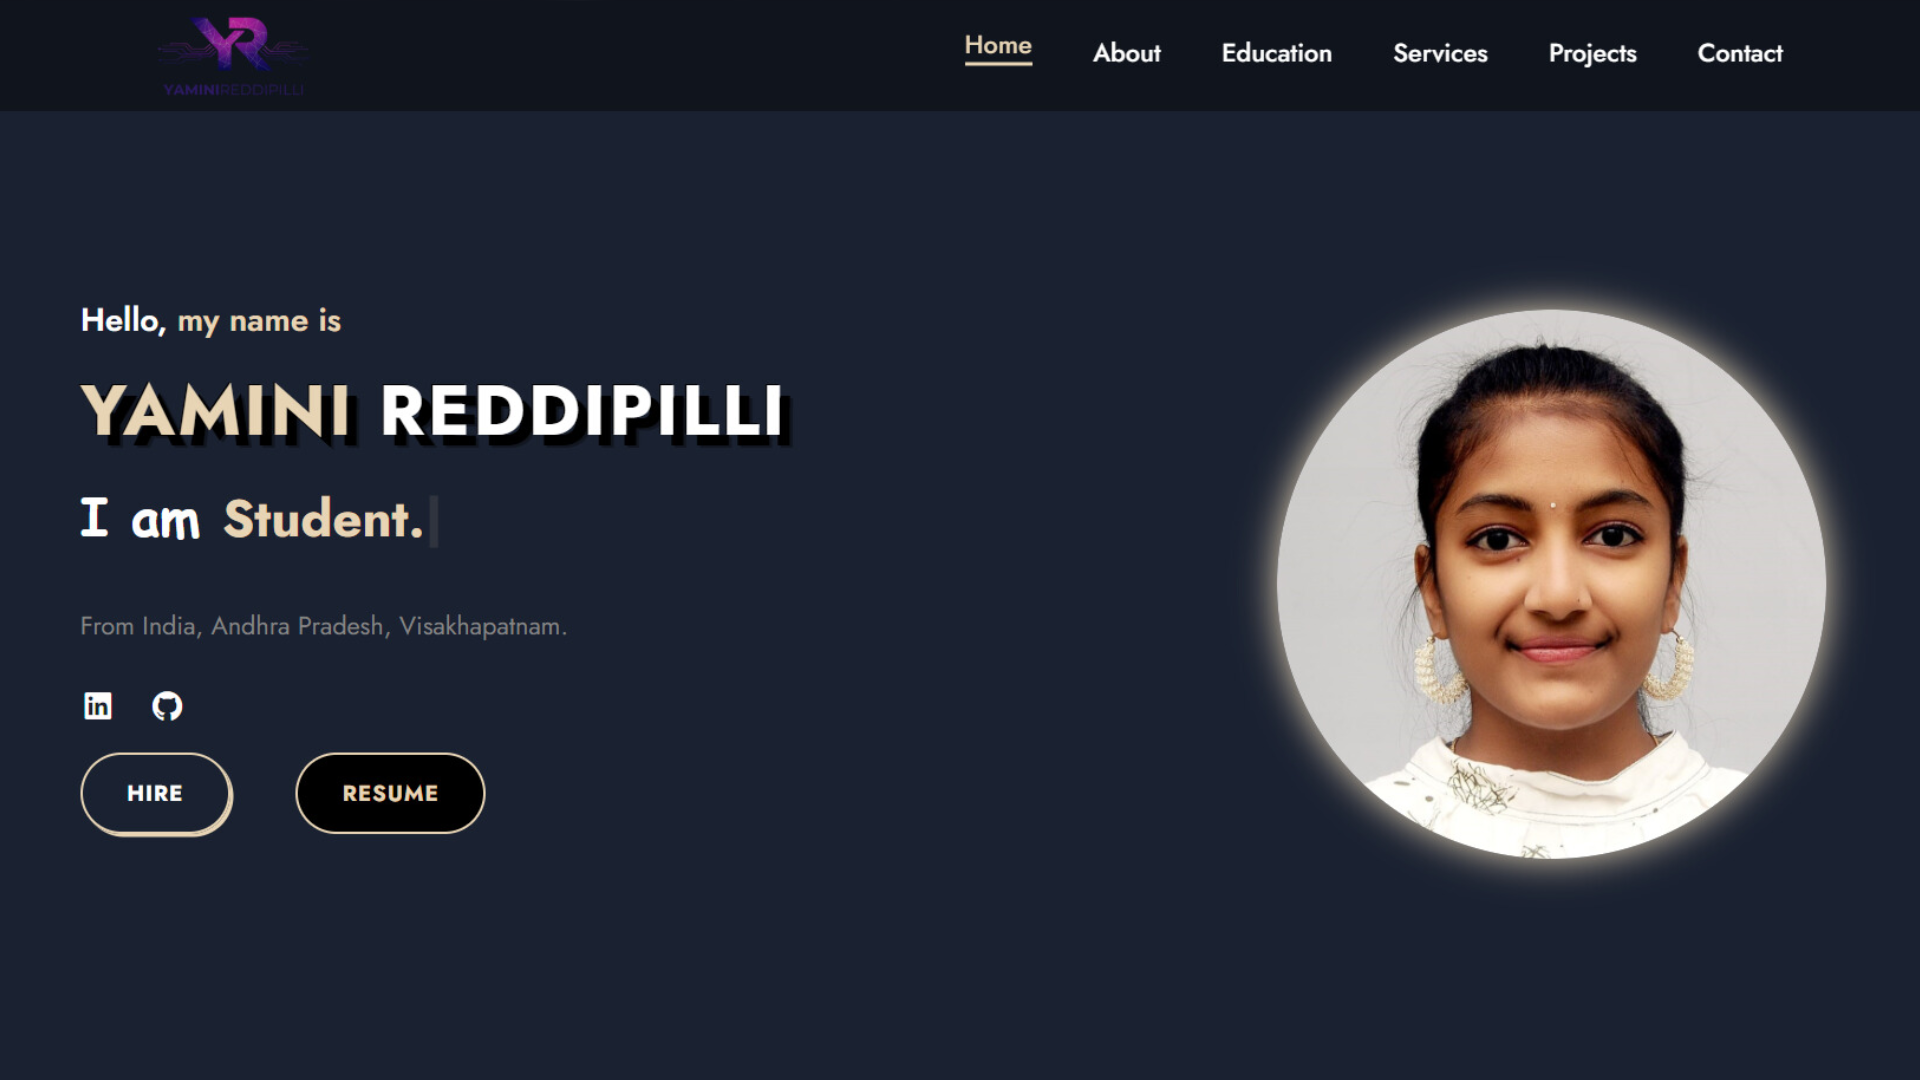 YAMINIREDDIPILLI
Home About Education Services Projects Contact
Hello, my name is
YAMINI REDDIPILLI
I am Student.
From India, Andhra Pradesh, Visakhapatnam.
HIRE RESUME